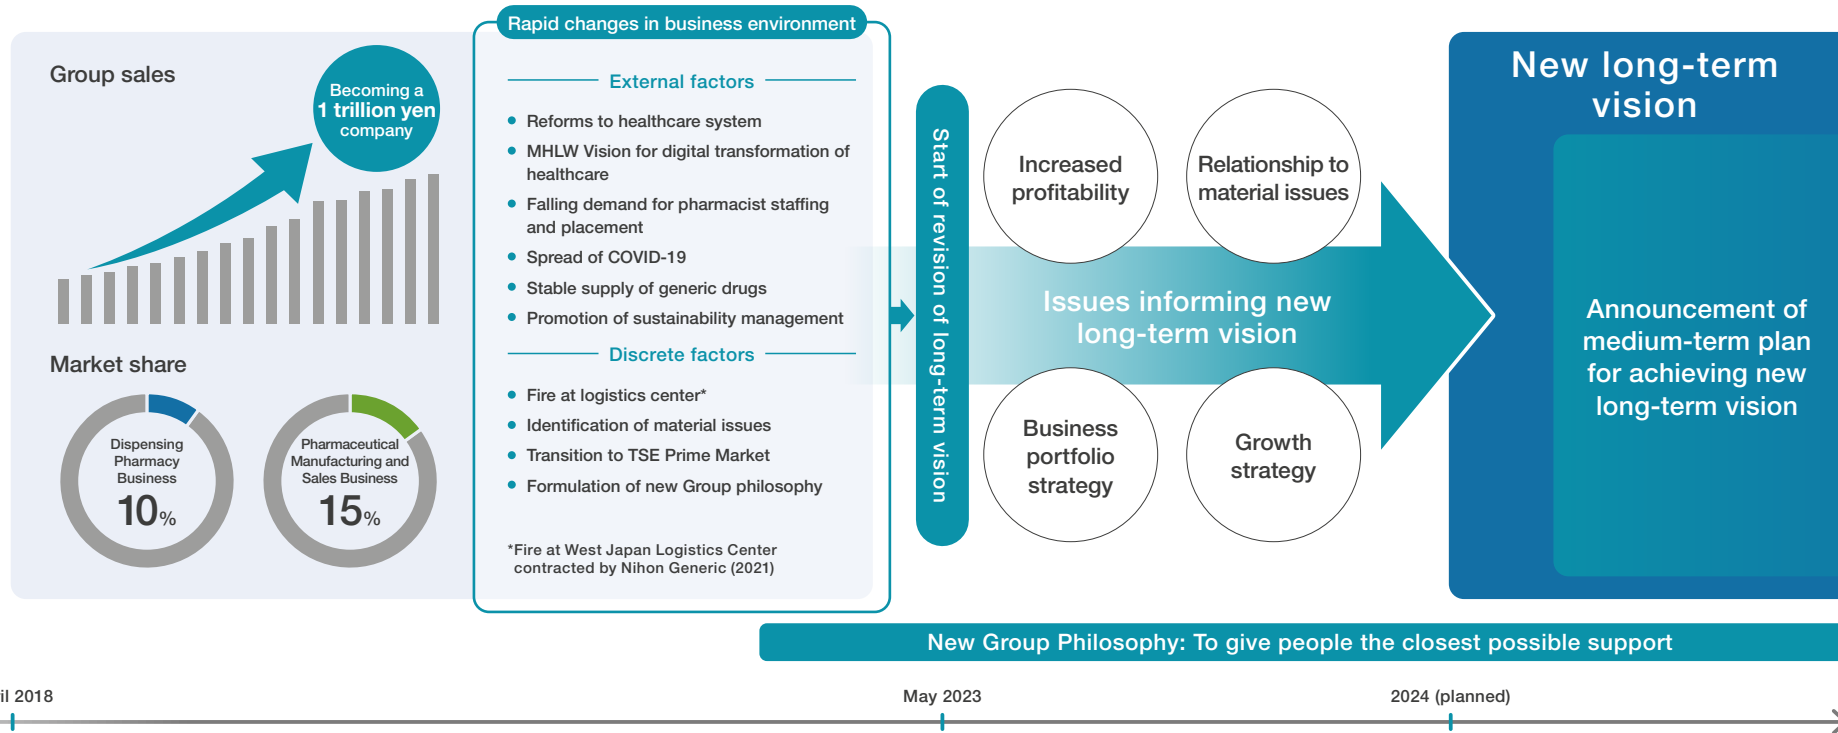 Group sales
Becoming a
1 trillion yen
company
Market share
Dispensing
Pharmacy
Business
10%
Pharmaceutical
Manufacturing and
Sales Business
15%
Rapid changes in business environment
External factors
• Reforms to healthcare system
• MHLW Vision for digital transformation of
healthcare
• Falling demand for pharmacist staffing
and placement
• Spread of COVID-19
• Stable supply of generic drugs
• Promotion of sustainability management
Discrete factors
• Fire at logistics center*
• Identification of material issues
• Transition to TSE Prime Market
• Formulation of new Group philosophy
*Fire at West Japan Logistics Center
contracted by Nihon Generic (2021)
Start of revision of long-term vision
Increased
profitability
Relationship to
material issues
Issues informing new
long-term vision
Business
portfolio
strategy
Growth
strategy
New long-term
vision
Announcement of
medium-term plan
for achieving new
long-term vision
New Group Philosophy: To give people the closest possible support
il 2018
May 2023
2024 (planned)